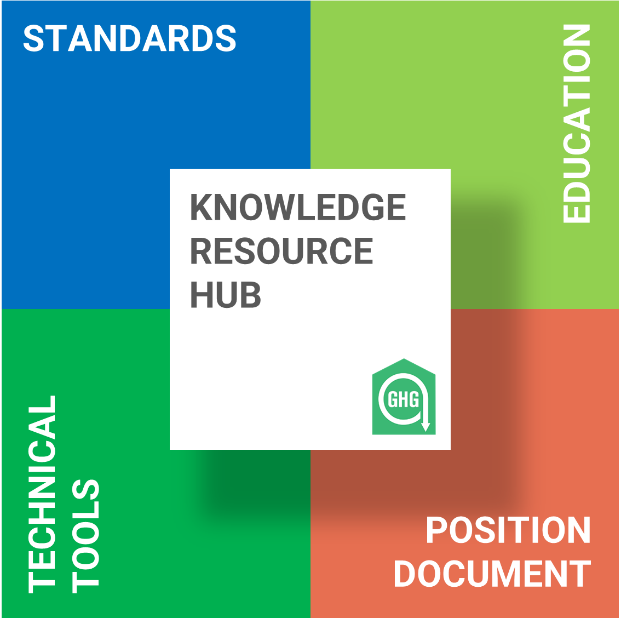 STANDARDS
EDUCATION
KNOWLEDGE
RESOURCE
HUB
GHG
TECHNICAL
TOOLS
POSITION
DOCUMENT